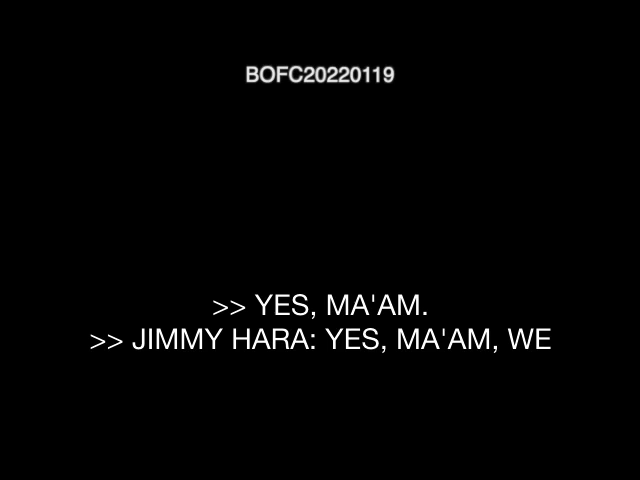 BOFC20220119
>> YES, MA'AM.
>> JIMMY HARA: YES, MA'AM, WE